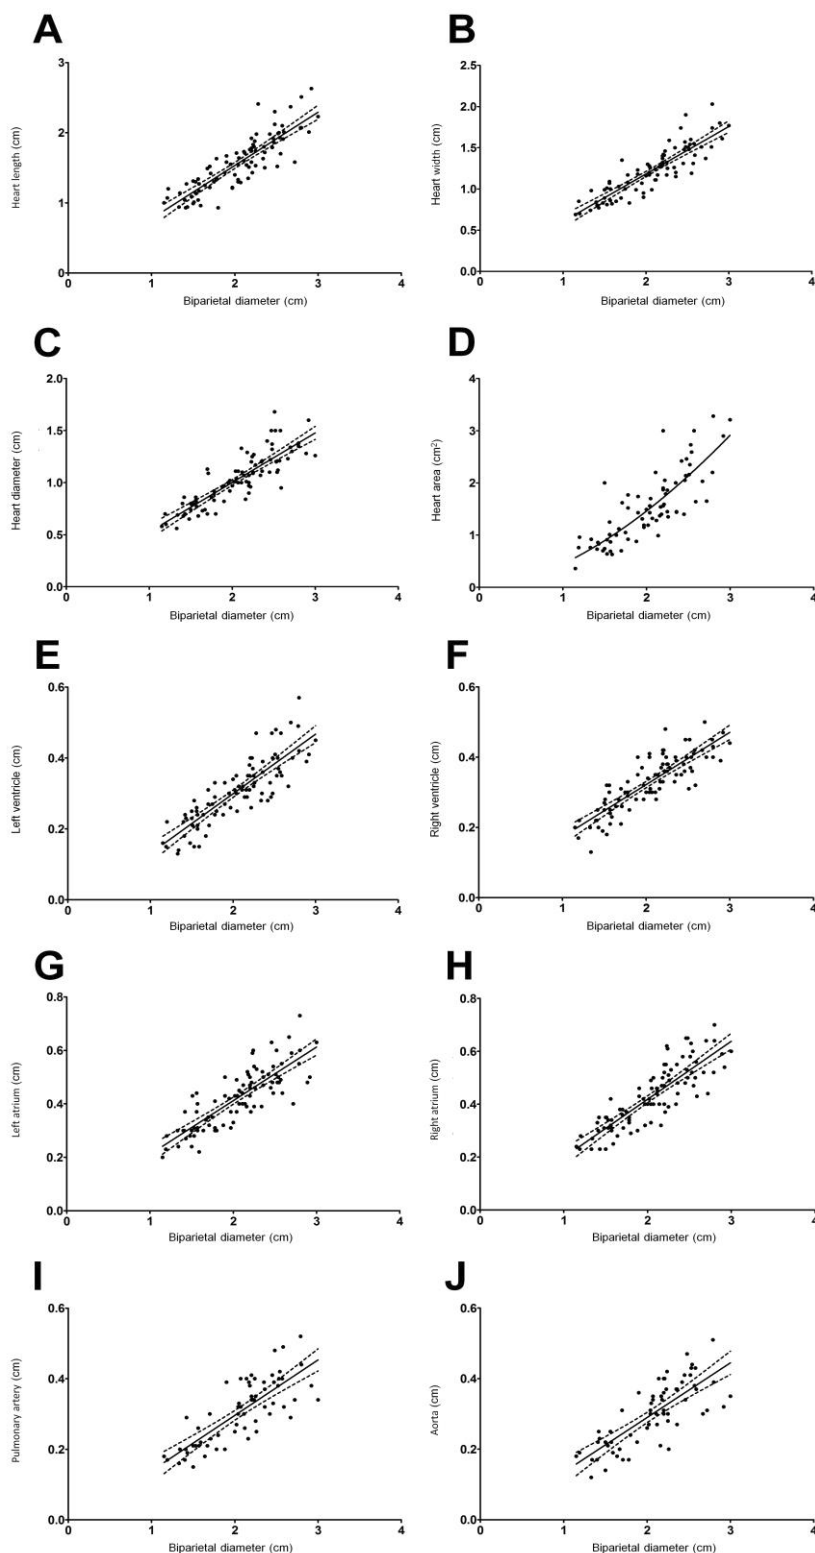 A
Heart length (cm)
3
2
1
0
0 1 2 3 4
Biparietal diameter (cm)
B
Heart width (cm)
2.5
2.0
1.5
1.0
0.5
0.0
0 1 2 3 4
Biparietal diameter (cm)
C
Heart diameter (cm)
2.0
1.5
1.0
0.5
0.0
0 1 2 3 4
Biparietal diameter (cm)
D
Heart area (cm²)
4
3
2
1
0
0 1 2 3 4
Biparietal diameter (cm)
E
Left ventricle (cm)
0.6
0.4
0.2
0.0
0 1 2 3 4
Biparietal diameter (cm)
F
Right ventricle (cm)
0.6
0.4
0.2
0.0
0 1 2 3 4
Biparietal diameter (cm)
G
Left atrium (cm)
0.8
0.6
0.4
0.2
0.0
0 1 2 3 4
Biparietal diameter (cm)
H
Right atrium (cm)
0.8
0.6
0.4
0.2
0.0
0 1 2 3 4
Biparietal diameter (cm)
I
Pulmonary artery (cm)
0.6
0.4
0.2
0.0
0 1 2 3 4
Biparietal diameter (cm)
J
Aorta (cm)
0.6
0.4
0.2
0.0
0 1 2 3 4
Biparietal diameter (cm)